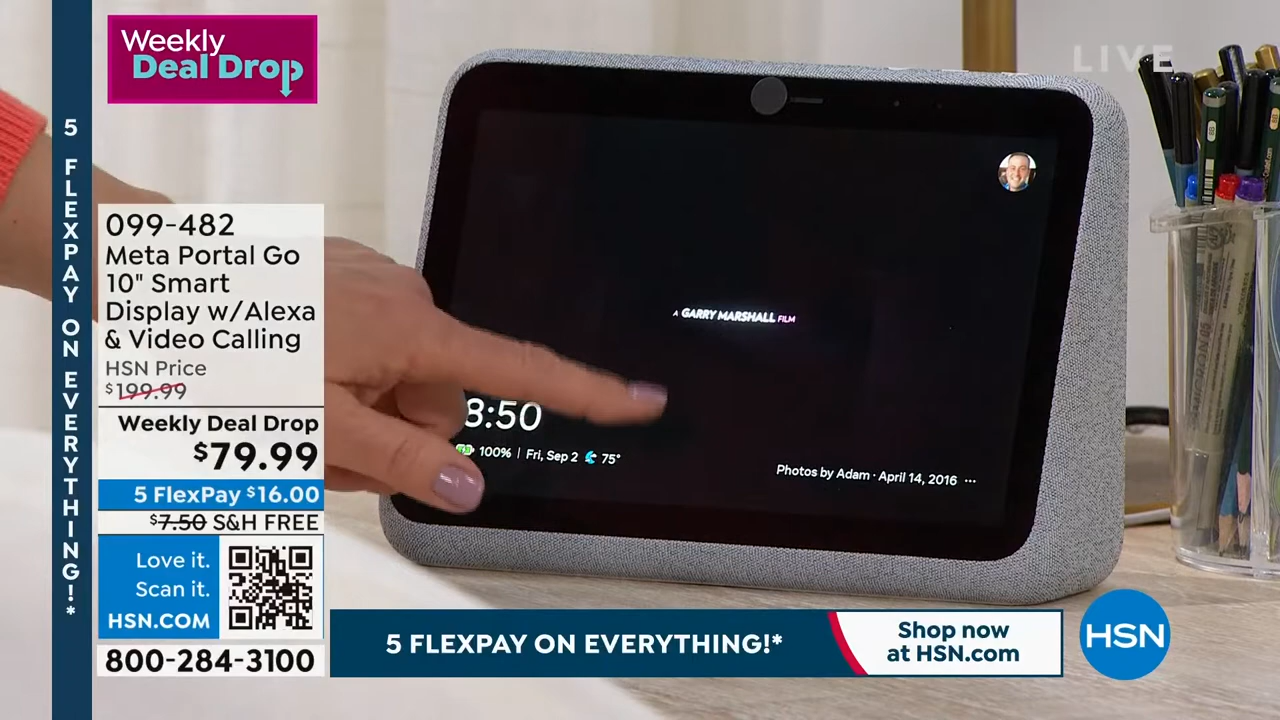 Weekly
Deal Drop
LIVE
5 FLEXPAY ON EVERYTHING!*
099-482
Meta Portal Go
10" Smart
Display w/Alexa
& Video Calling
HSN Price
$199.99
Weekly Deal Drop
$79.99
5 FlexPay $16.00
$7.50 S&H FREE
Love it.
Scan it.
HSN.COM
800-284-3100
A GARRY MARSHALL FILM
8:50
100% | Fri, Sep 2 75°
Photos by Adam · April 14, 2016 ...
5 FLEXPAY ON EVERYTHING!*
Shop now
at HSN.com
HSN